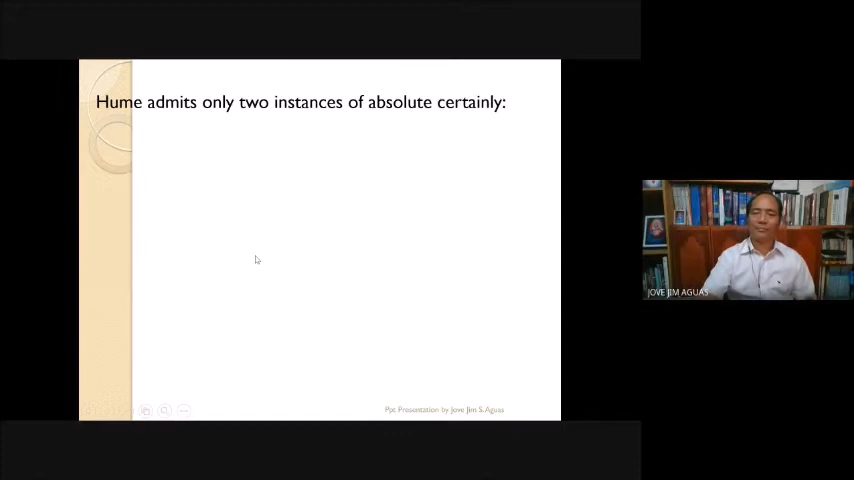 Hume admits only two instances of absolute certainly:
JOVE JIM AGUAS
Ppt Presentation by Jove Jim S. Aguas